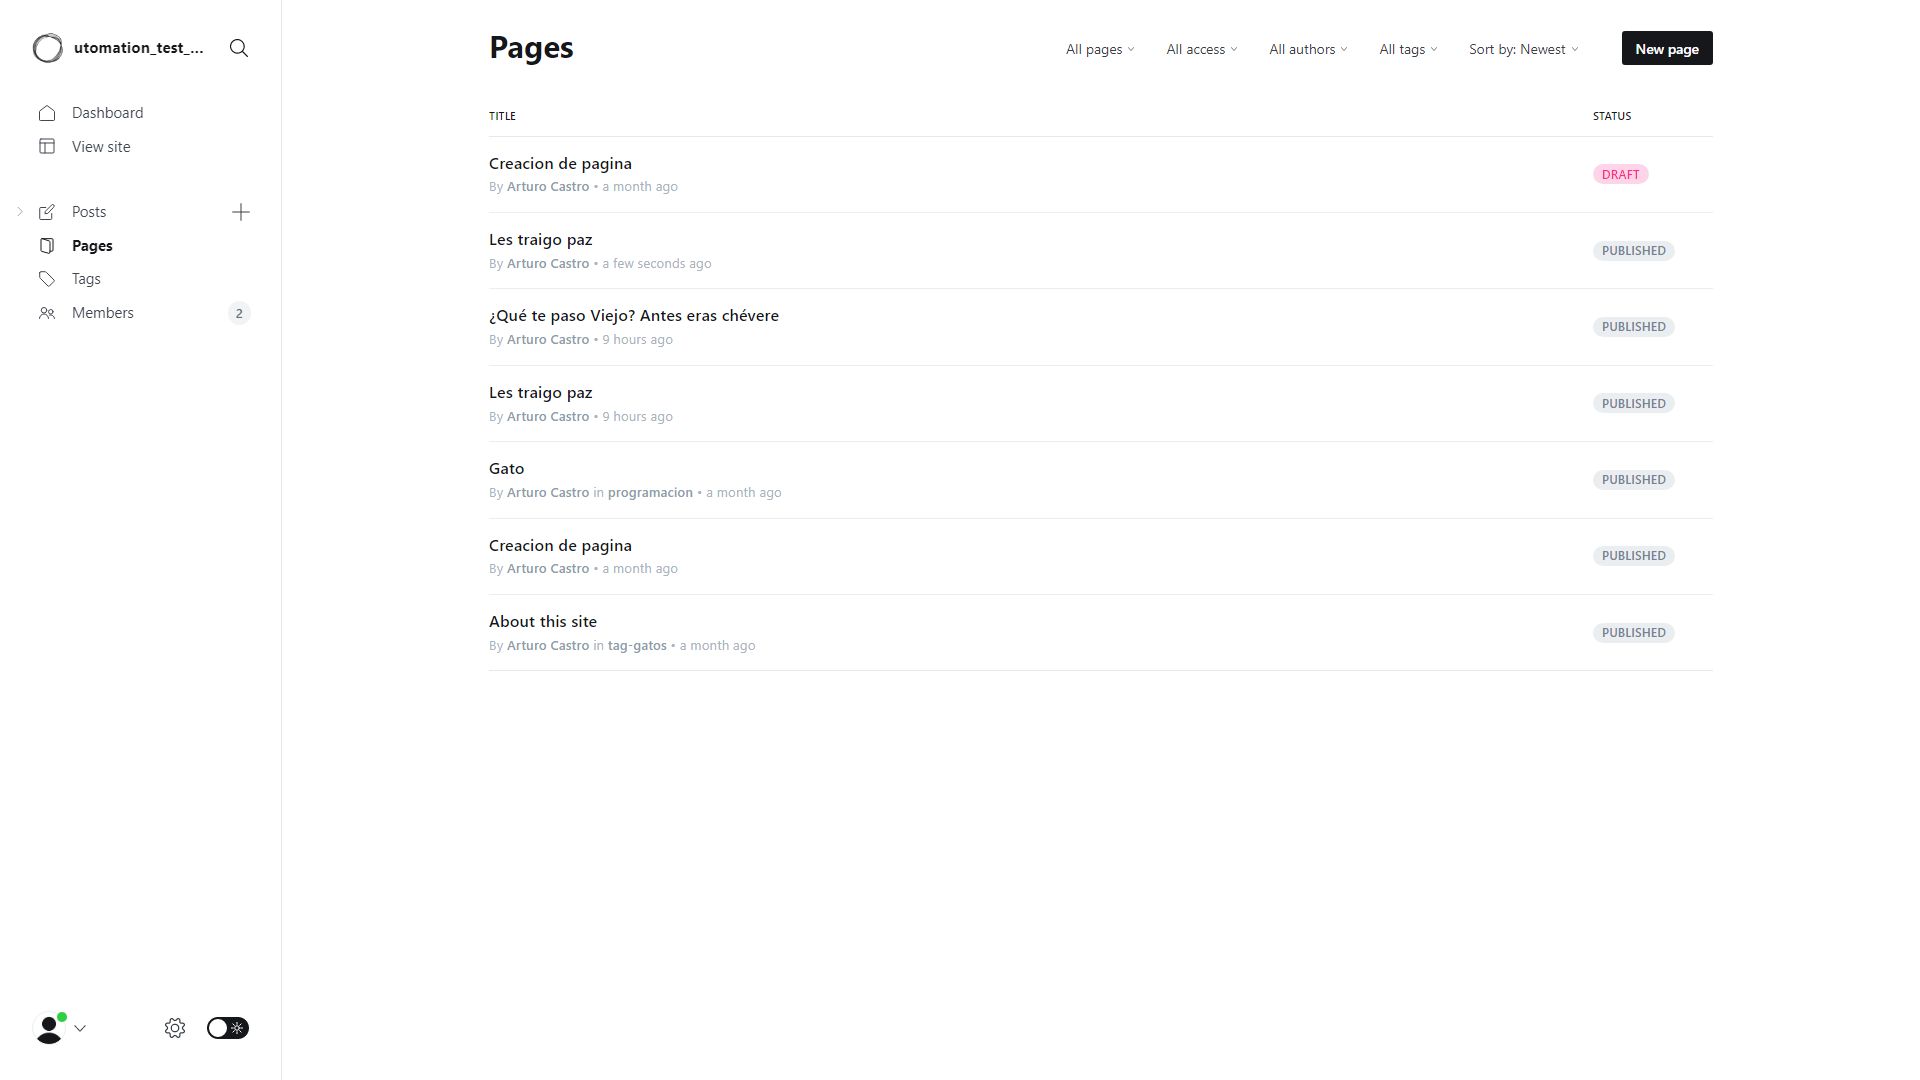 utomation_test_...
Dashboard
View site
Posts
Pages
Tags
Members 2
Pages
All pages All access All authors All tags Sort by: Newest New page
TITLE STATUS
Creacion de pagina
By Arturo Castro • a month ago
DRAFT
Les traigo paz
By Arturo Castro • a few seconds ago
PUBLISHED
¿Qué te paso Viejo? Antes eras chévere
By Arturo Castro • 9 hours ago
PUBLISHED
Les traigo paz
By Arturo Castro • 9 hours ago
PUBLISHED
Gato
By Arturo Castro in programacion • a month ago
PUBLISHED
Creacion de pagina
By Arturo Castro • a month ago
PUBLISHED
About this site
By Arturo Castro in tag-gatos • a month ago
PUBLISHED